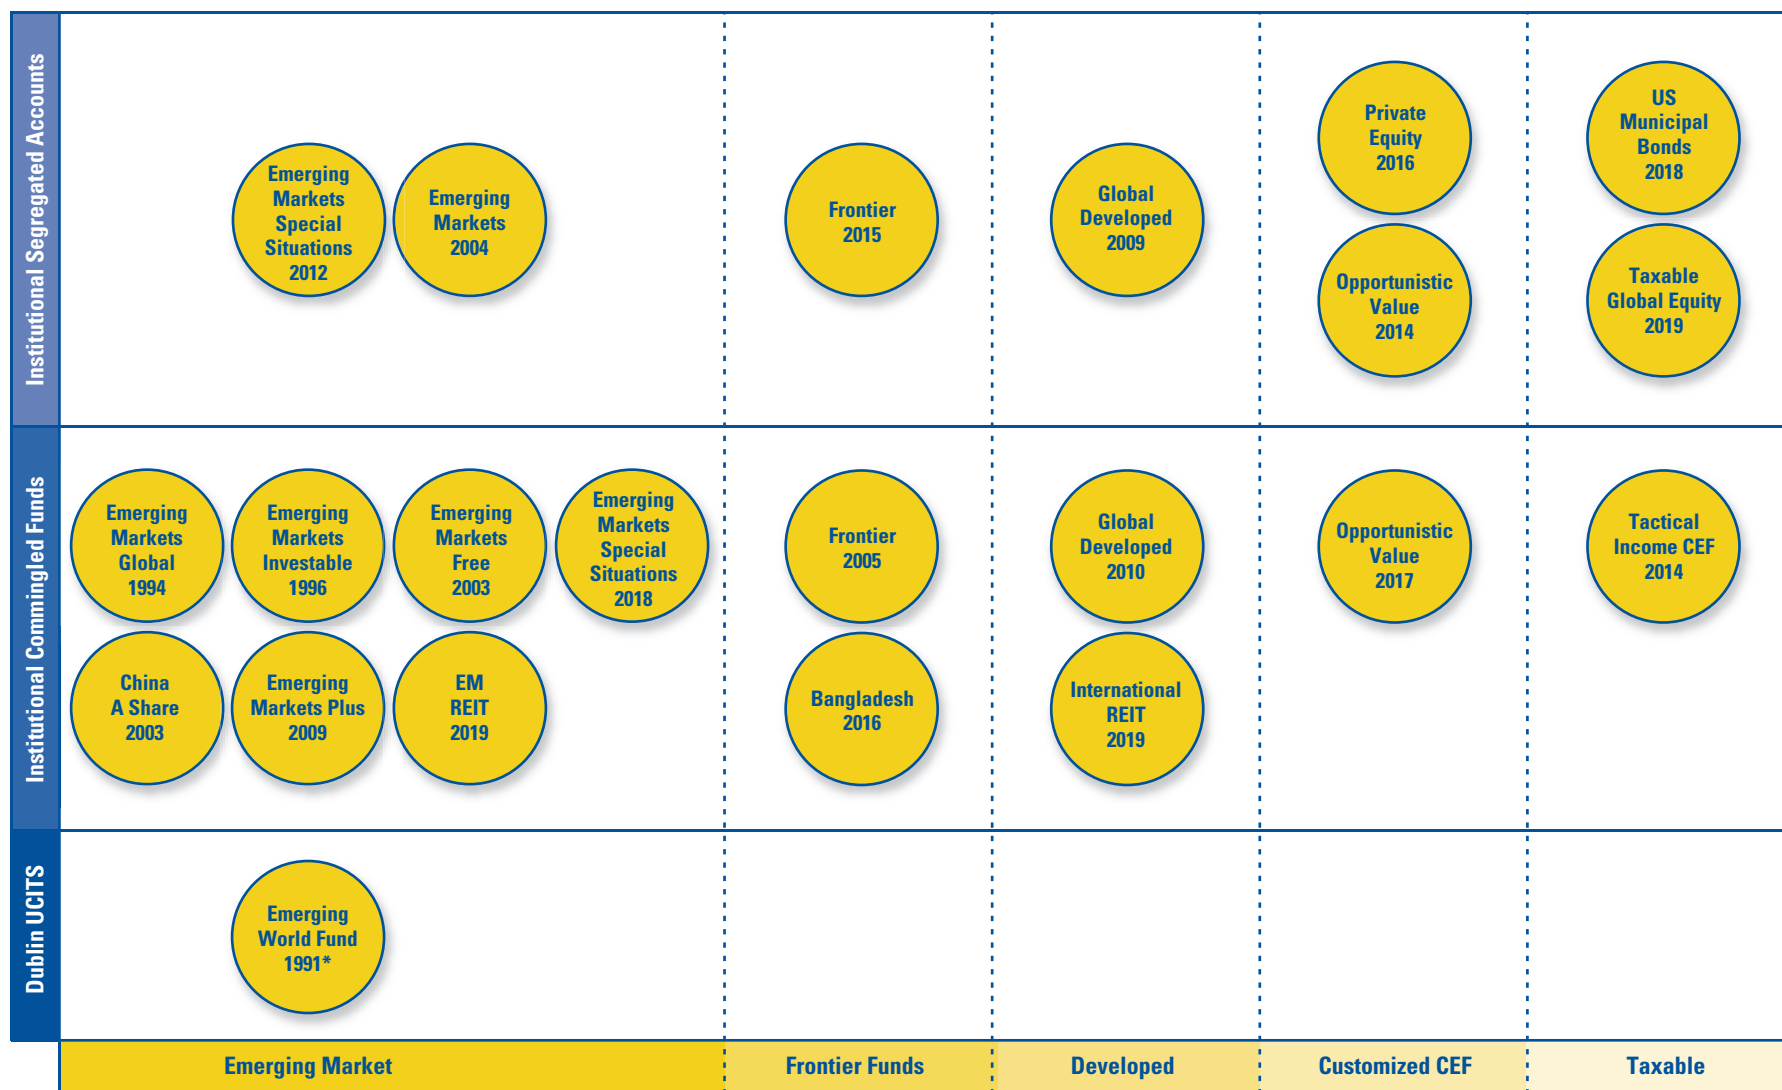 Institutional Segregated Accounts
Emerging
Markets
Special
Situations
2012
Emerging
Markets
2004
Frontier
2015
Global
Developed
2009
Private
Equity
2016
Opportunistic
Value
2014
US
Municipal
Bonds
2018
Taxable
Global Equity
2019
Institutional Commingled Funds
Emerging
Markets
Global
1994
Emerging
Markets
Investable
1996
Emerging
Markets
Free
2003
Emerging
Markets
Special
Situations
2018
China
A Share
2003
Emerging
Markets Plus
2009
EM
REIT
2019
Frontier
2005
Bangladesh
2016
Global
Developed
2010
International
REIT
2019
Opportunistic
Value
2017
Tactical
Income CEF
2014
Dublin UCITS
Emerging
World Fund
1991*
Emerging Market
Frontier Funds
Developed
Customized CEF
Taxable